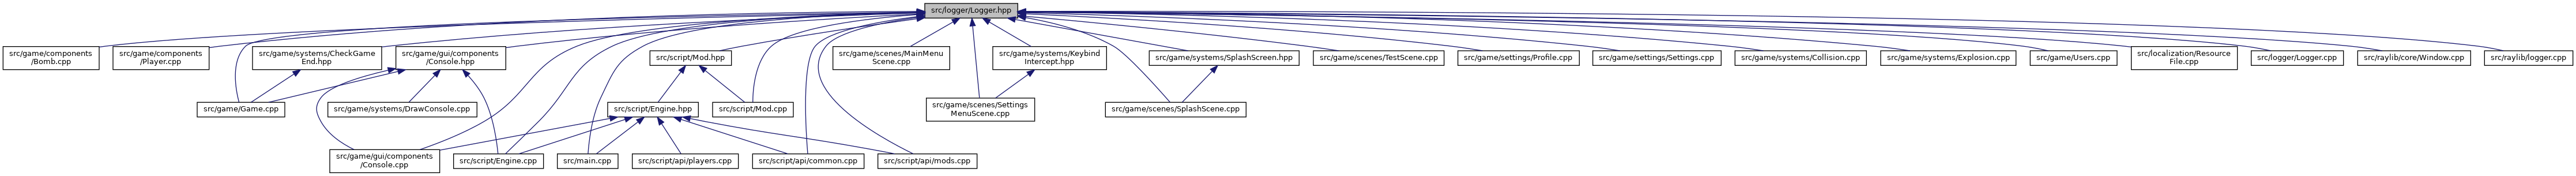 src/logger/Logger.hpp
src/game/components
/Bomb.cpp
src/game/components
/Player.cpp
src/game/systems/CheckGame
End.hpp
src/game/gui/components
/Console.hpp
src/script/Mod.hpp
src/game/scenes/MainMenu
Scene.cpp
src/game/systems/Keybind
Intercept.hpp
src/game/systems/SplashScreen.hpp
src/game/scenes/TestScene.cpp
src/game/settings/Profile.cpp
src/game/settings/Settings.cpp
src/game/systems/Collision.cpp
src/game/systems/Explosion.cpp
src/game/Users.cpp
src/localization/Resource
File.cpp
src/logger/Logger.cpp
src/raylib/core/Window.cpp
src/raylib/logger.cpp
src/game/Game.cpp
src/game/systems/DrawConsole.cpp
src/script/Engine.hpp
src/script/Mod.cpp
src/game/scenes/Settings
MenuScene.cpp
src/game/scenes/SplashScene.cpp
src/game/gui/components
/Console.cpp
src/script/Engine.cpp
src/main.cpp
src/script/api/players.cpp
src/script/api/common.cpp
src/script/api/mods.cpp